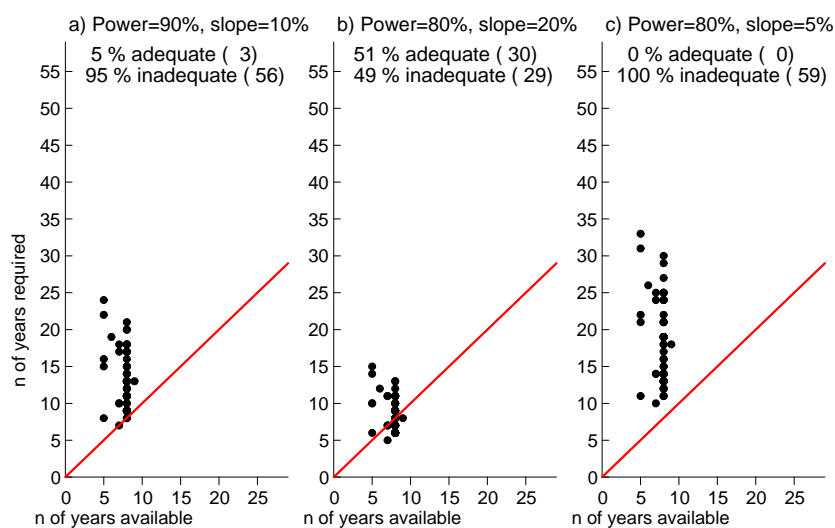 a) Power=90%, slope=10%
5 % adequate ( 3)
95 % inadequate ( 56)
55
50
45
40
35
30
25
20
15
10
5
0
n of years required
0 5 10 15 20 25
n of years available
b) Power=80%, slope=20%
51 % adequate ( 30)
49 % inadequate ( 29)
55
50
45
40
35
30
25
20
15
10
5
0
0 5 10 15 20 25
n of years available
c) Power=80%, slope=5%
0 % adequate ( 0)
100 % inadequate ( 59)
55
50
45
40
35
30
25
20
15
10
5
0
0 5 10 15 20 25
n of years available